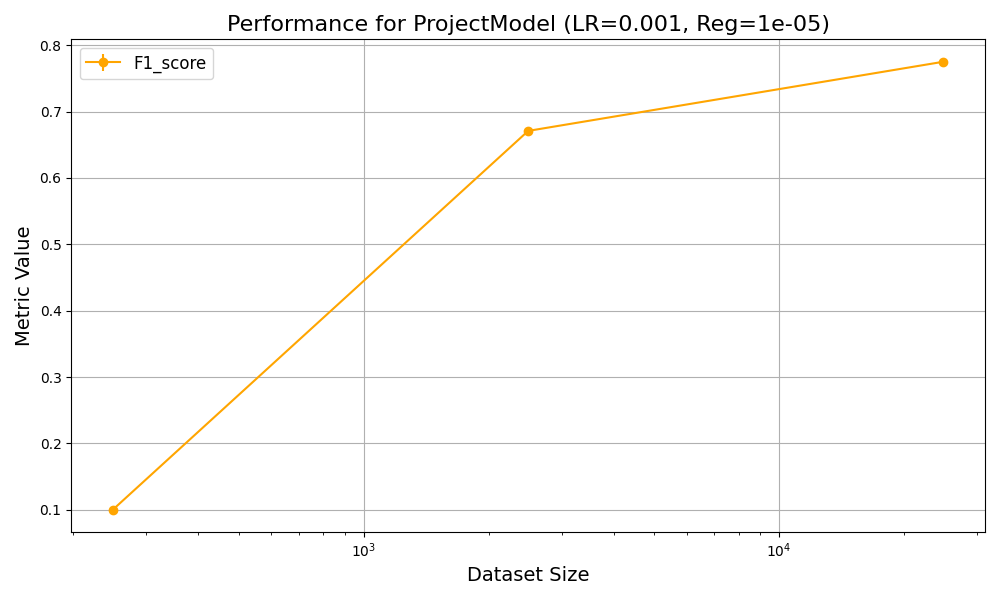 Performance for ProjectModel (LR=0.001, Reg=1e-05)
F1_score
Metric Value
0.8
0.7
0.6
0.5
0.4
0.3
0.2
0.1
10³ 10⁴
Dataset Size